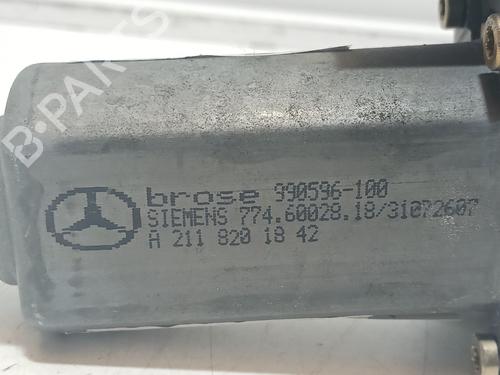 B-PARTS
brose 990596-100
SIEMENS 774.60028.18/31072607
A 211 820 18 42